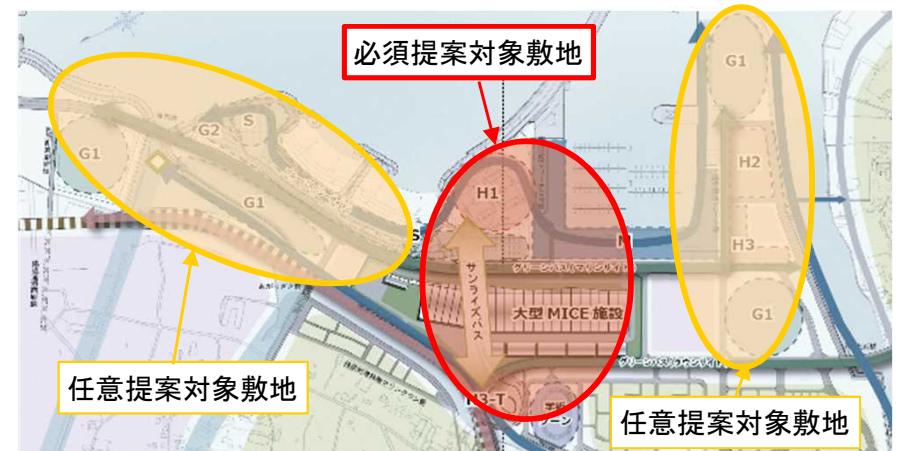 必須提案対象敷地
G1
S
G2
G1
G1
H1
H2
S
N
H3
サンライズパス
大型 MICE 施設
G1
任意提案対象敷地
H3-T
任意提案対象敷地